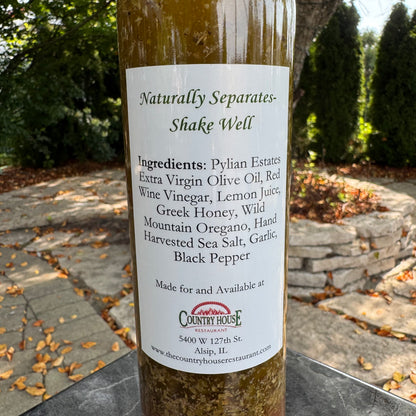 Naturally Separates-
Shake Well
Ingredients: Pylian Estates
Extra Virgin Olive Oil, Red
Wine Vinegar, Lemon Juice,
Greek Honey, Wild
Mountain Oregano, Hand
Harvested Sea Salt, Garlic,
Black Pepper
Made for and Available at
COUNTRY HOUSE
RESTAURANT
5400 W 127th St.
Alsip, IL
www.thecountryhouserestaurant.com